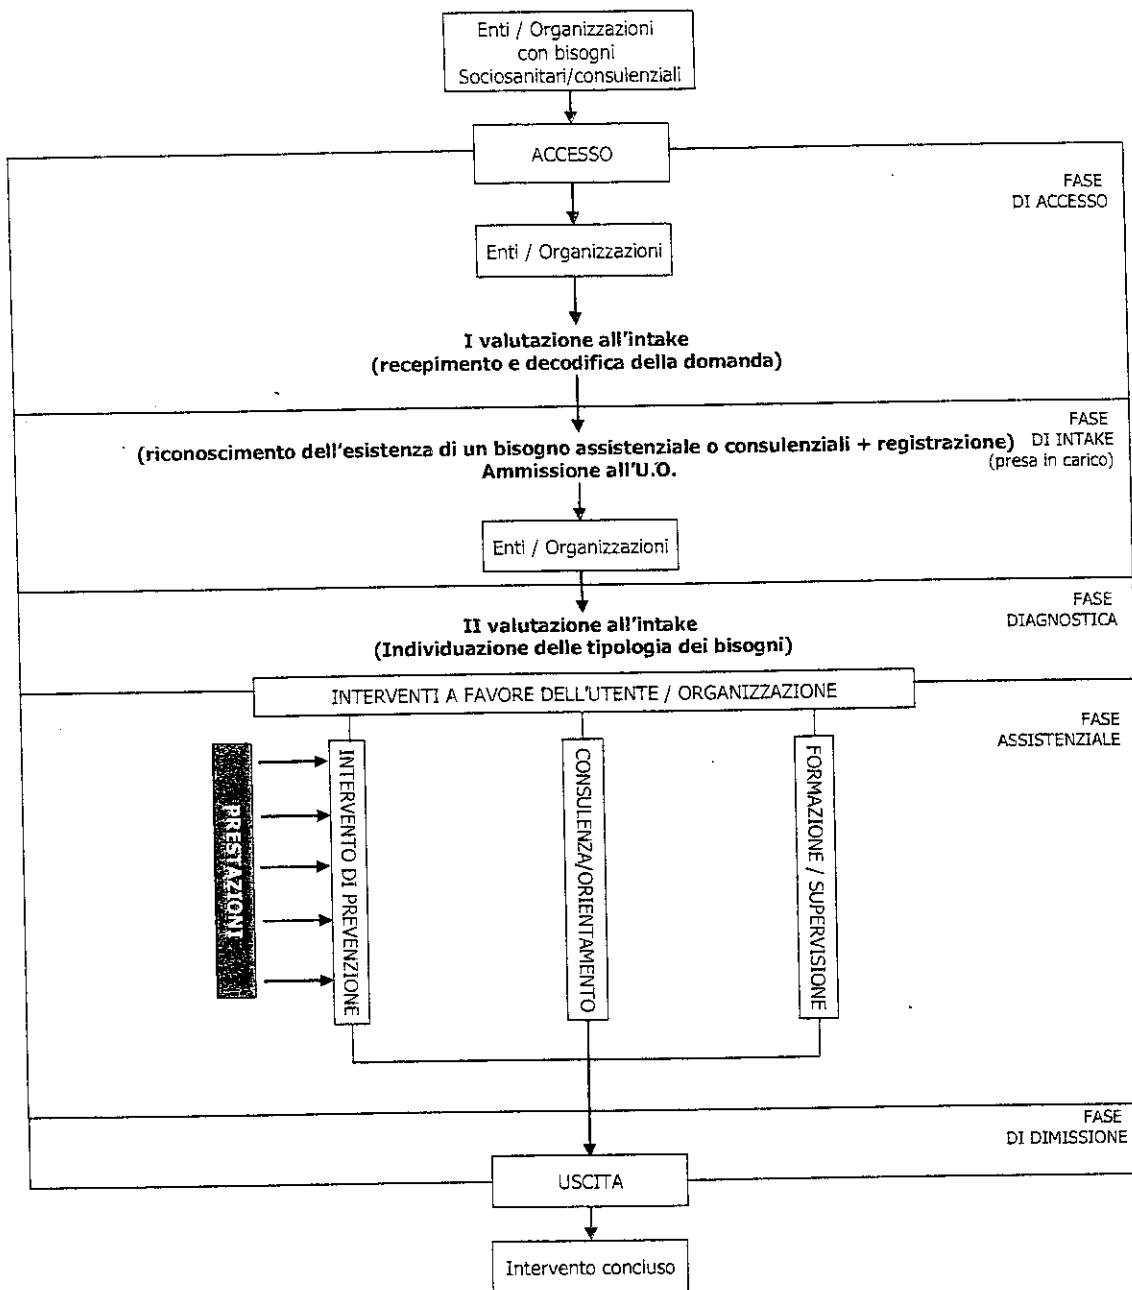 Enti / Organizzazioni
con bisogni
Sociosanitari/consulenziali
ACCESSO
FASE
DI ACCESSO
Enti / Organizzazioni
I valutazione all'intake
(recepimento e decodifica della domanda)
FASE
DI INTAKE
(presa in carico)
(riconoscimento dell'esistenza di un bisogno assistenziale o consulenziali + registrazione)
Ammissione all'U.O.
Enti / Organizzazioni
FASE
DIAGNOSTICA
II valutazione all'intake
(Individuazione delle tipologia dei bisogni)
INTERVENTI A FAVORE DELL'UTENTE / ORGANIZZAZIONE
FASE
ASSISTENZIALE
PRESTAZIONI
INTERVENTO DI PREVENZIONE
CONSULENZA/ORIENTAMENTO
FORMAZIONE / SUPERVISIONE
FASE
DI DIMISSIONE
USCITA
Intervento concluso